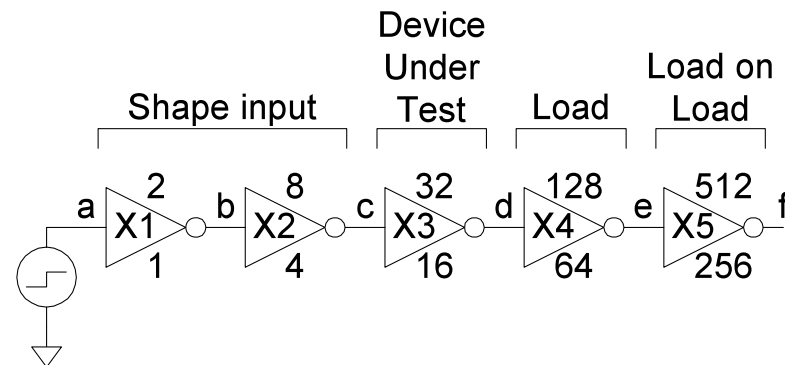 Device
Under
Test
Load on
Load
Shape input
Load
2 8 32 128 512
a X1 b X2 c X3 d X4 e X5 f
1 4 16 64 256